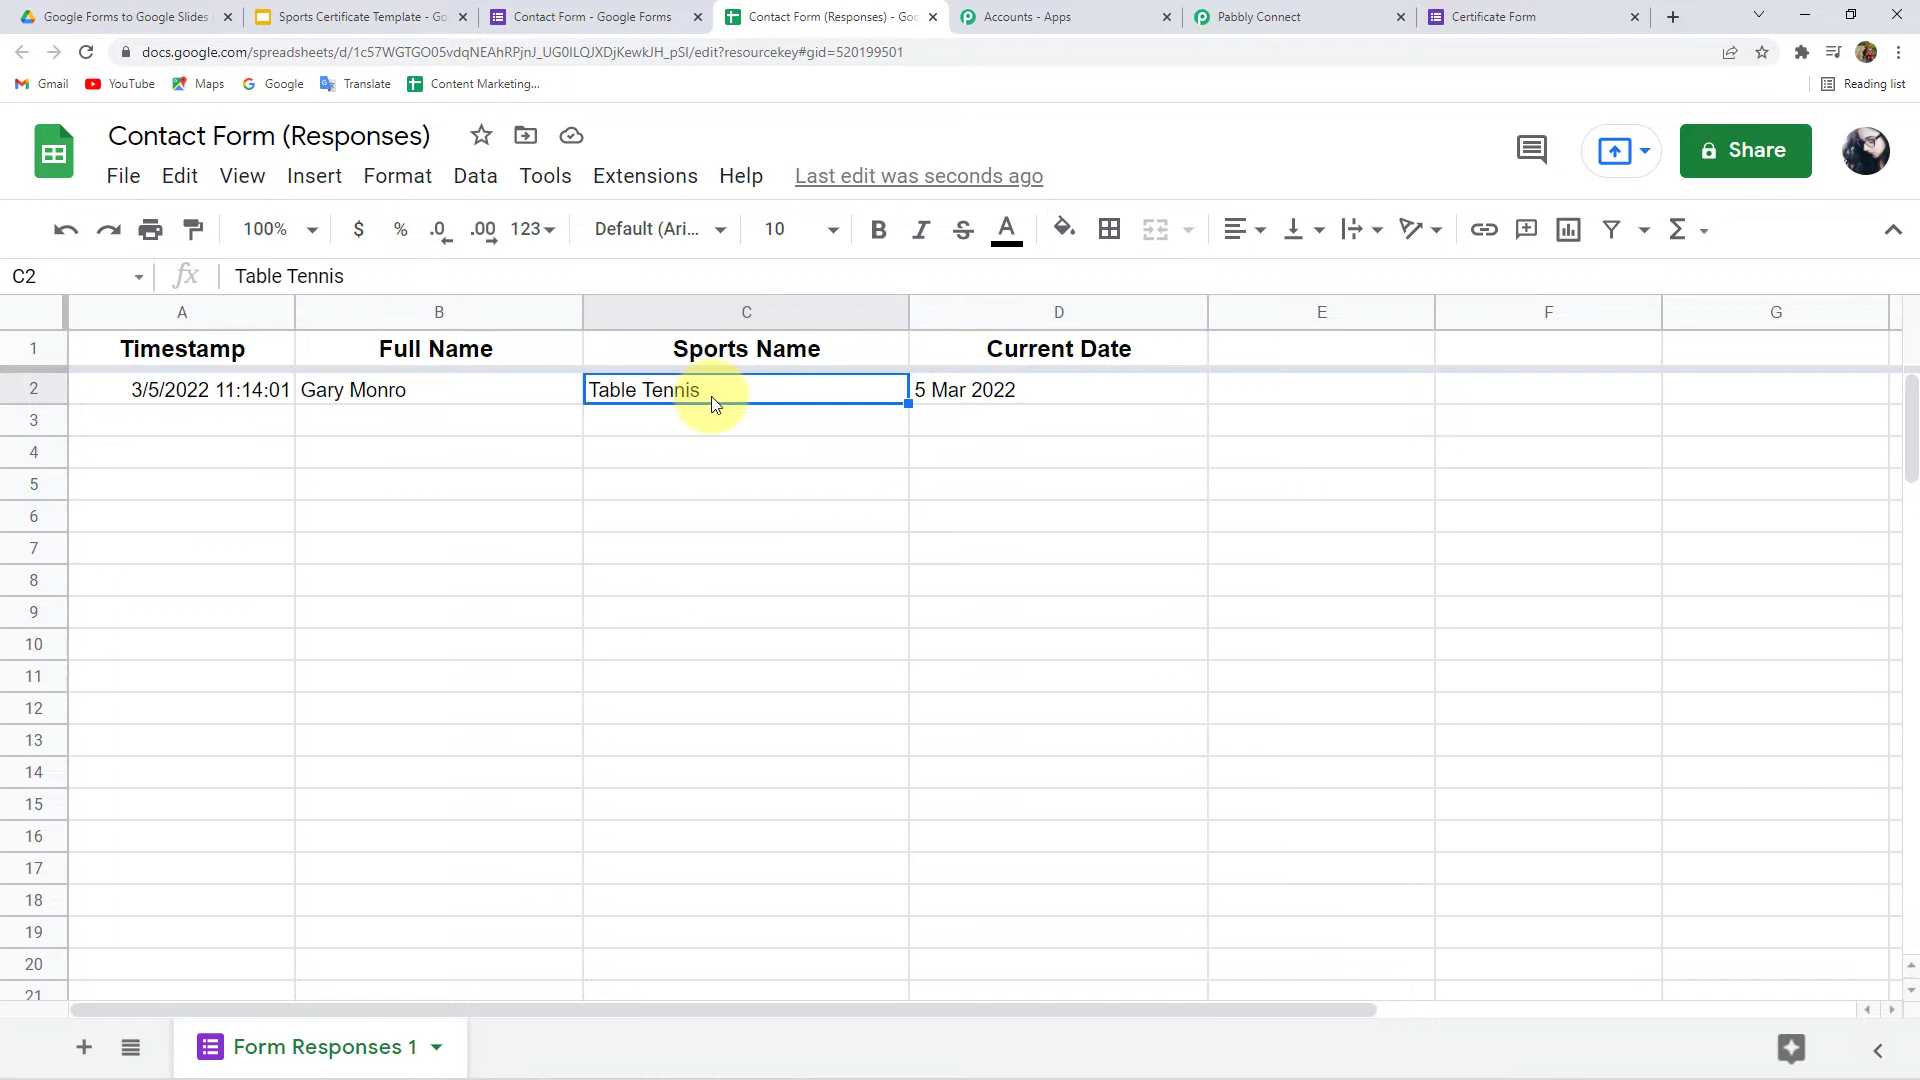 Google Forms to Google Slides
Sports Certificate Template - Go
Contact Form - Google Forms
Contact Form (Responses) - Goo
Accounts - Apps
Pabbly Connect
Certificate Form
docs.google.com/spreadsheets/d/1c57WGTGO05vdqNEAhRPjnJ_UG0ILQJXDjKewkJH_pSI/edit?resourcekey#gid=520199501
Gmail
YouTube
Maps
Google
Translate
Content Marketing...
Reading list
Contact Form (Responses)
File Edit View Insert Format Data Tools Extensions Help Last edit was seconds ago
Share
100% $ % .0 .00 123 Default (Ari... 10 B I S A
C2 fx Table Tennis
A B C D E F G
1 Timestamp Full Name Sports Name Current Date
2 3/5/2022 11:14:01 Gary Monro Table Tennis 5 Mar 2022
3
4
5
6
7
8
9
10
11
12
13
14
15
16
17
18
19
20
21
Form Responses 1